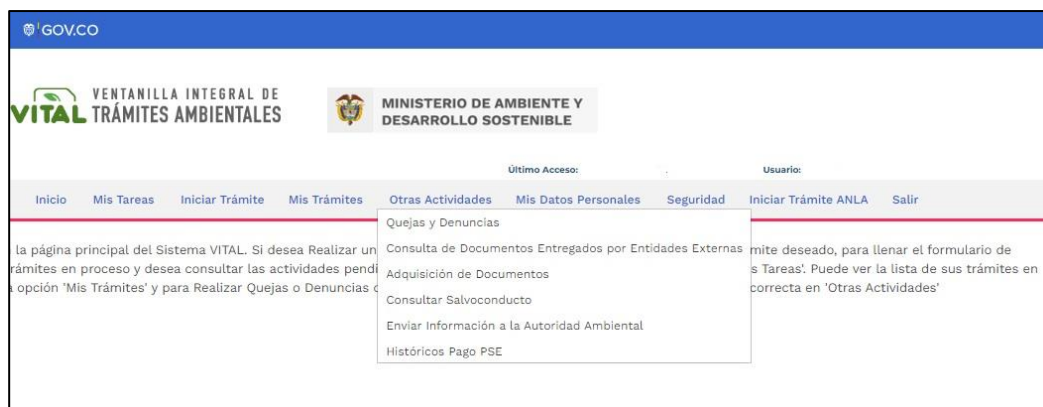 GOV.CO
VITAL
VENTANILLA INTEGRAL DE
TRÁMITES AMBIENTALES
MINISTERIO DE AMBIENTE Y
DESARROLLO SOSTENIBLE
Último Acceso: Usuario:
Inicio Mis Tareas Iniciar Trámite Mis Trámites Otras Actividades Mis Datos Personales Seguridad Iniciar Trámite ANLA Salir
Quejas y Denuncias
Consulta de Documentos Entregados por Entidades Externas
Adquisición de Documentos
Consultar Salvoconducto
Enviar Información a la Autoridad Ambiental
Históricos Pago PSE
la página principal del Sistema VITAL. Si desea Realizar un mite deseado, para llenar el formulario de
rámites en proceso y desea consultar las actividades pendi s Tareas'. Puede ver la lista de sus trámites en
opción 'Mis Trámites' y para Realizar Quejas o Denuncias correcta en 'Otras Actividades'